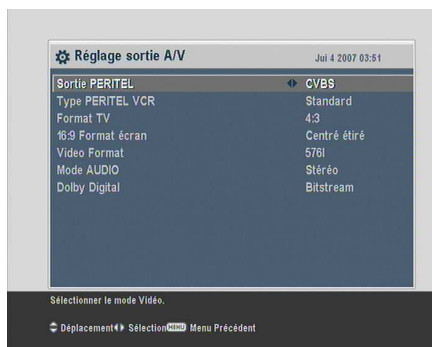 Réglage sortie A/V Jui 4 2007 03:51
Sortie PERITEL CVBS
Type PERITEL VCR Standard
Format TV 4:3
16:9 Format écran Centré étiré
Video Format 576I
Mode AUDIO Stéréo
Dolby Digital Bitstream
Sélectionner le mode Vidéo.
Déplacement Sélection MENU Menu Précédent